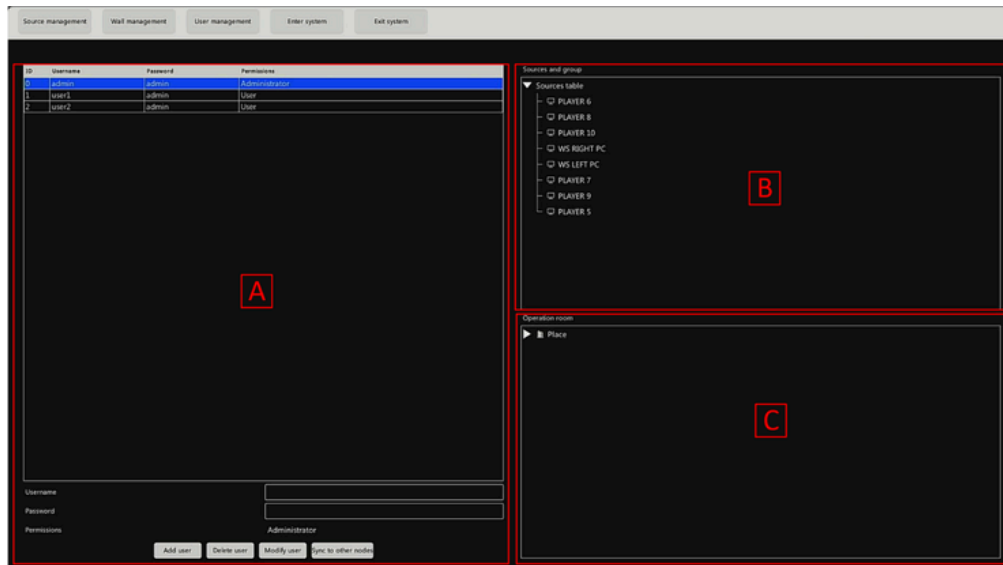 Source management Wall management User management Enter system Exit system
ID Username Password Permissions
0 admin admin Administrator
1 user1 admin User
2 user2 admin User
A
Username
Password
Permissions Administrator
Add user Delete user Modify user Sync to other nodes
Sources and group
Sources table
PLAYER 6
PLAYER 8
PLAYER 10
WS RIGHT PC
WS LEFT PC
PLAYER 7
PLAYER 9
PLAYER 5
B
Operation room
Place
C